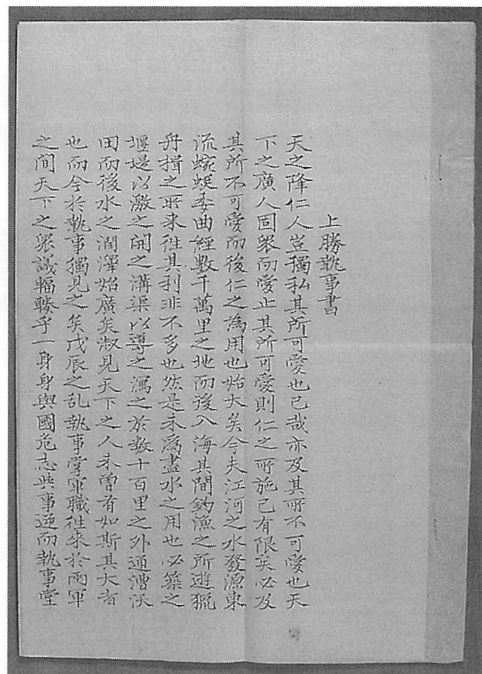 上勝執事書
天之降仁人豈獨私其所可愛也已哉亦及其所不可愛也天
下之廣人固衆而愛止其所可愛則仁之所施已有限矣必及
其所不可愛而後仁之為用也始大矣今夫江河之水發源東
流蜿蜒委曲經數千萬里之地而後入海其間釣漁之所遊獵
舟揖之所来往其利非不多也然是未為盡水之用也必築之
堰堤以激之開之溝渠以導之瀉之於数十百里之外通漕沃
田而後水之潤澤始廣矣淑見天下之人未曽有如斯其大者
也而今於執事獨見之矣戊辰之乱執事掌軍職往来於兩軍
之间天下之衆議輻輳乎一身身與國危志與事逆而執事堂